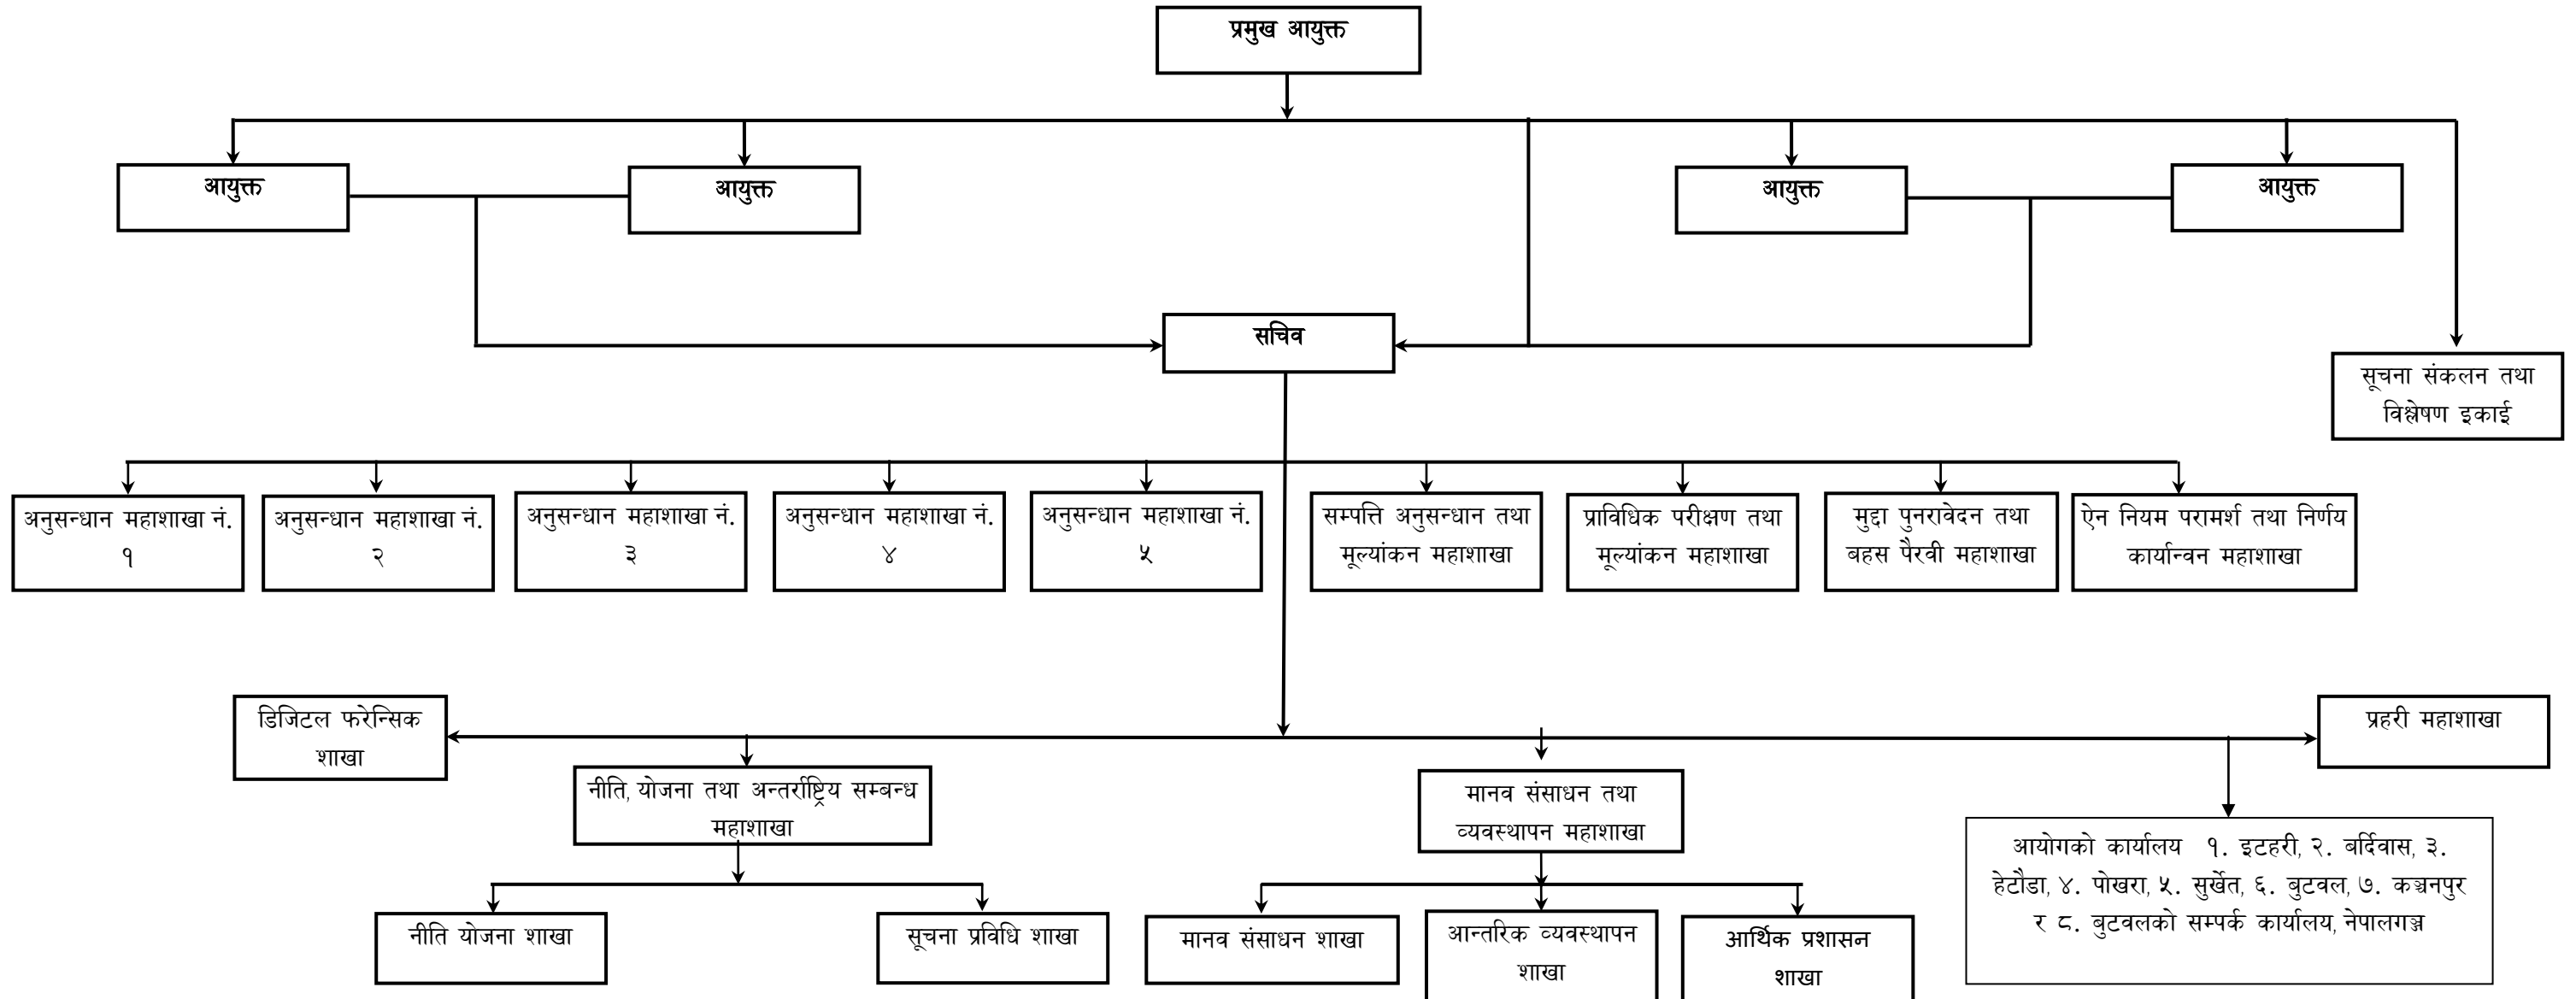 प्रमुख आयुक्त
आयुक्त
आयुक्त
आयुक्त
आयुक्त
सचिव
सूचना संकलन तथा
विश्लेषण इकाई
अनुसन्धान महाशाखा नं.
१
अनुसन्धान महाशाखा नं.
२
अनुसन्धान महाशाखा नं.
३
अनुसन्धान महाशाखा नं.
४
अनुसन्धान महाशाखा नं.
५
सम्पत्ति अनुसन्धान तथा
मूल्यांकन महाशाखा
प्राविधिक परीक्षण तथा
मूल्यांकन महाशाखा
मुद्दा पुनरावेदन तथा
बहस पैरवी महाशाखा
ऐन नियम परामर्श तथा निर्णय
कार्यान्वन महाशाखा
डिजिटल फरेन्सिक
शाखा
प्रहरी महाशाखा
नीति, योजना तथा अन्तर्राष्ट्रिय सम्बन्ध
महाशाखा
मानव संसाधन तथा
व्यवस्थापन महाशाखा
आयोगको कार्यालय १. इटहरी, २. बर्दिवास, ३.
हेटौडा, ४. पोखरा, ५. सुर्खेत, ६. बुटवल, ७. कञ्चनपुर
र ८. बुटवलको सम्पर्क कार्यालय, नेपालगञ्ज
नीति योजना शाखा
सूचना प्रविधि शाखा
मानव संसाधन शाखा
आन्तरिक व्यवस्थापन
शाखा
आर्थिक प्रशासन
शाखा